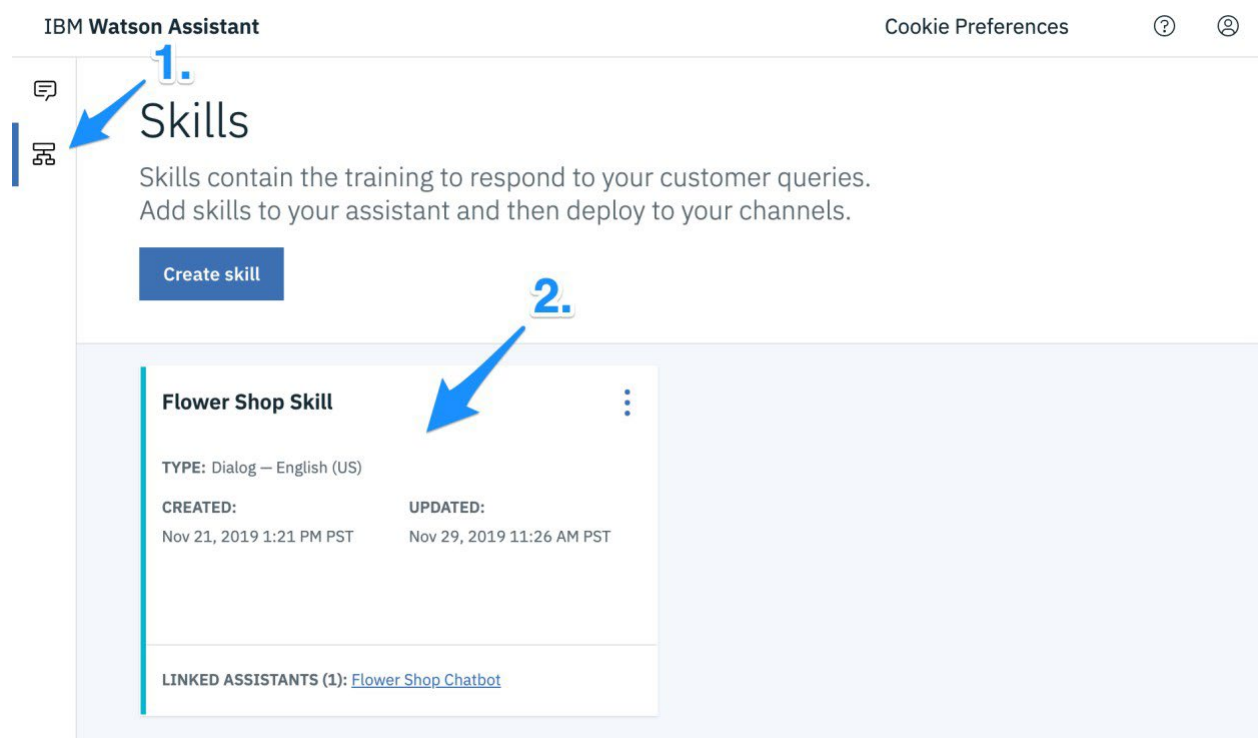 IBM Watson Assistant
Cookie Preferences
1.
Skills
Skills contain the training to respond to your customer queries.
Add skills to your assistant and then deploy to your channels.
Create skill
2.
Flower Shop Skill
TYPE: Dialog — English (US)
CREATED: UPDATED:
Nov 21, 2019 1:21 PM PST Nov 29, 2019 11:26 AM PST
LINKED ASSISTANTS (1): Flower Shop Chatbot